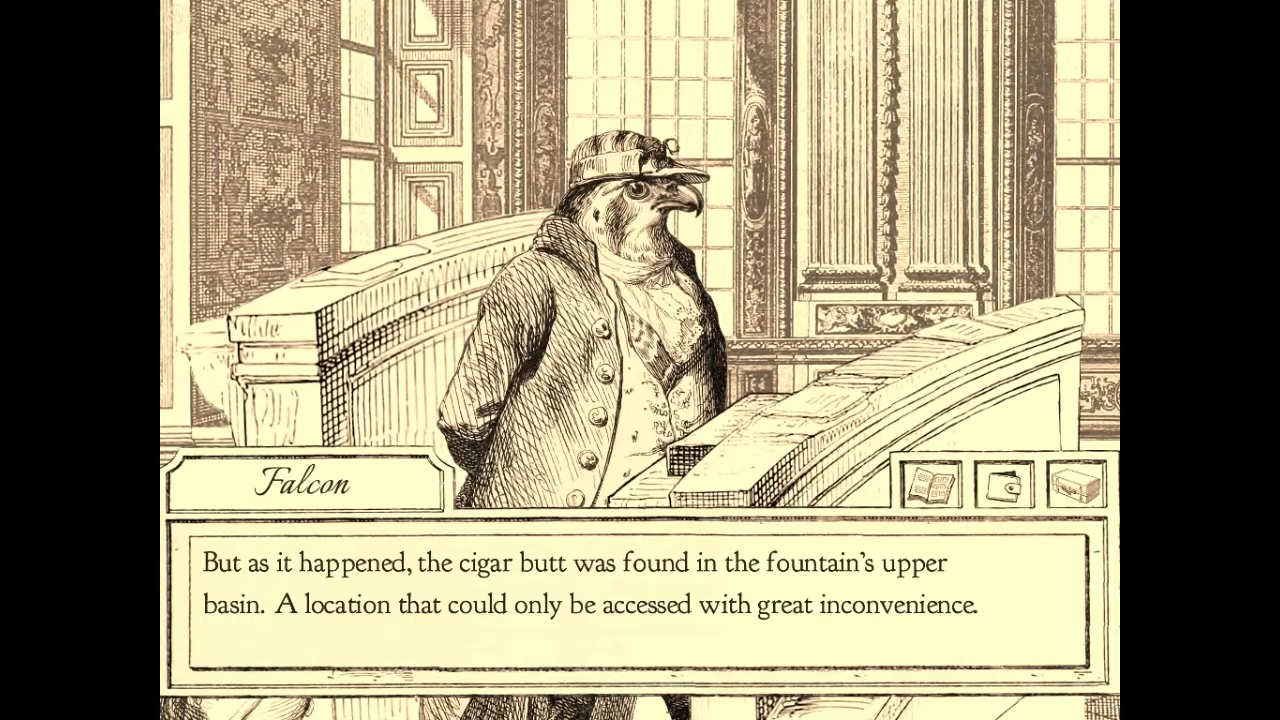 Falcon
But as it happened, the cigar butt was found in the fountain's upper
basin. A location that could only be accessed with great inconvenience.